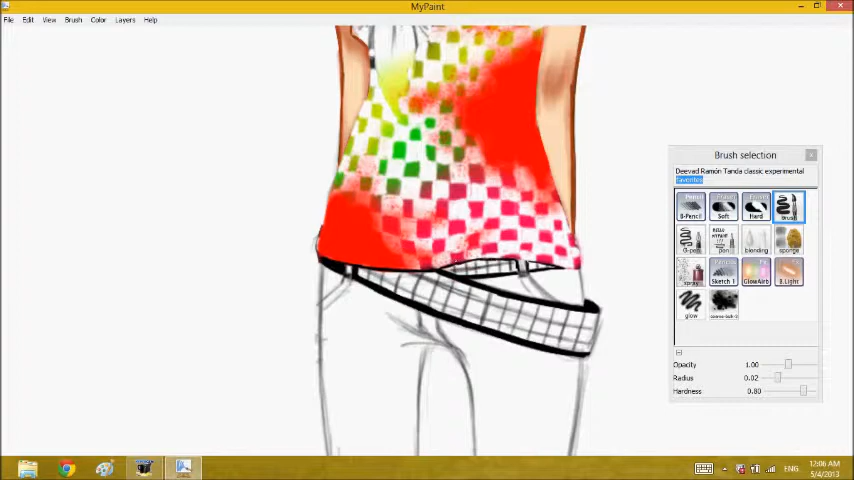 MyPaint
File Edit View Brush Color Layers Help
Brush selection
Deevad Ramón Tanda classic experimental
favorites
B-Pencil Soft Hard Brush
pen blending sponge
spray Sketch 1 GlowAirb B.Light
glow
Opacity 1.00
Radius 0.02
Hardness 0.80
ENG 12:06 AM
5/4/2013